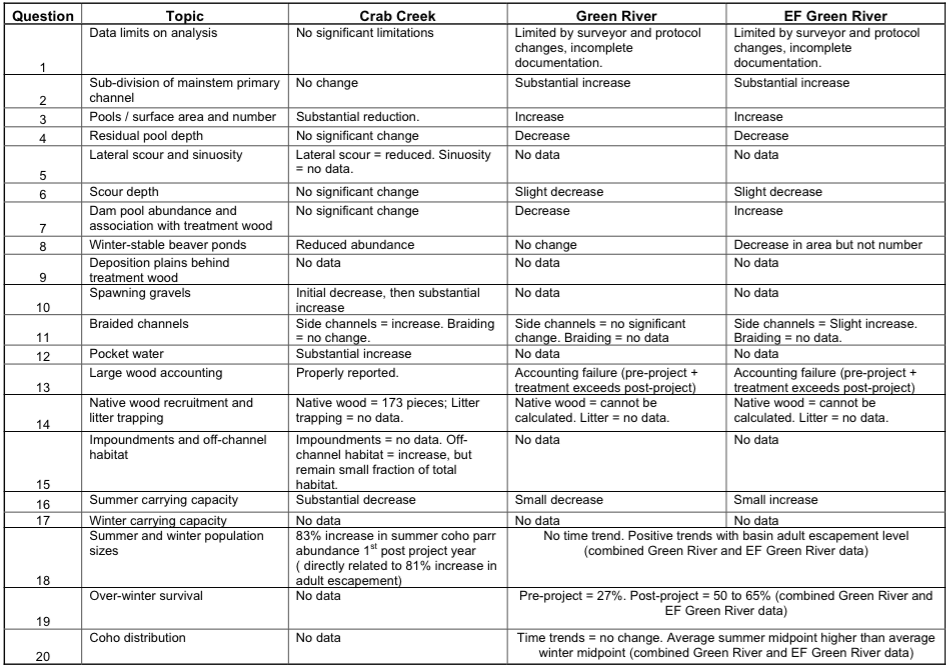 Question Topic Crab Creek Green River EF Green River
1 Data limits on analysis No significant limitations Limited by surveyor and protocol changes, incomplete documentation. Limited by surveyor and protocol changes, incomplete documentation.
2 Sub-division of mainstem primary channel No change Substantial increase Substantial increase
3 Pools / surface area and number Substantial reduction. Increase Increase
4 Residual pool depth No significant change Decrease Decrease
5 Lateral scour and sinuosity Lateral scour = reduced. Sinuosity = no data. No data No data
6 Scour depth No significant change Slight decrease Slight decrease
7 Dam pool abundance and association with treatment wood No significant change Decrease Increase
8 Winter-stable beaver ponds Reduced abundance No change Decrease in area but not number
9 Deposition plains behind treatment wood No data No data No data
10 Spawning gravels Initial decrease, then substantial increase No data No data
11 Braided channels Side channels = increase. Braiding = no change. Side channels = no significant change. Braiding = no data Side channels = Slight increase. Braiding = no data.
12 Pocket water Substantial increase No data No data
13 Large wood accounting Properly reported. Accounting failure (pre-project + treatment exceeds post-project) Accounting failure (pre-project + treatment exceeds post-project)
14 Native wood recruitment and litter trapping Native wood = 173 pieces; Litter trapping = no data. Native wood = cannot be calculated. Litter = no data. Native wood = cannot be calculated. Litter = no data.
15 Impoundments and off-channel habitat Impoundments = no data. Off-channel habitat = increase, but remain small fraction of total habitat. No data No data
16 Summer carrying capacity Substantial decrease Small decrease Small increase
17 Winter carrying capacity No data No data No data
18 Summer and winter population sizes 83% increase in summer coho parr abundance 1st post project year ( directly related to 81% increase in adult escapement) No time trend. Positive trends with basin adult escapement level (combined Green River and EF Green River data)
19 Over-winter survival No data Pre-project = 27%. Post-project = 50 to 65% (combined Green River and EF Green River data)
20 Coho distribution No data Time trends = no change. Average summer midpoint higher than average winter midpoint (combined Green River and EF Green River data)